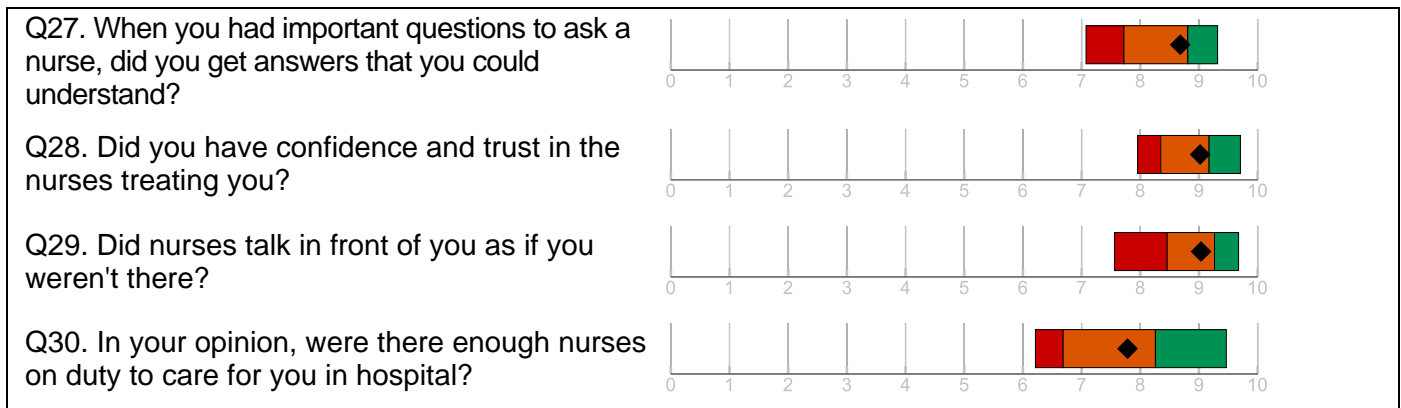 Q27. When you had important questions to ask a
nurse, did you get answers that you could
understand?
0 1 2 3 4 5 6 7 8 9 10
Q28. Did you have confidence and trust in the
nurses treating you?
0 1 2 3 4 5 6 7 8 9 10
Q29. Did nurses talk in front of you as if you
weren't there?
0 1 2 3 4 5 6 7 8 9 10
Q30. In your opinion, were there enough nurses
on duty to care for you in hospital?
0 1 2 3 4 5 6 7 8 9 10